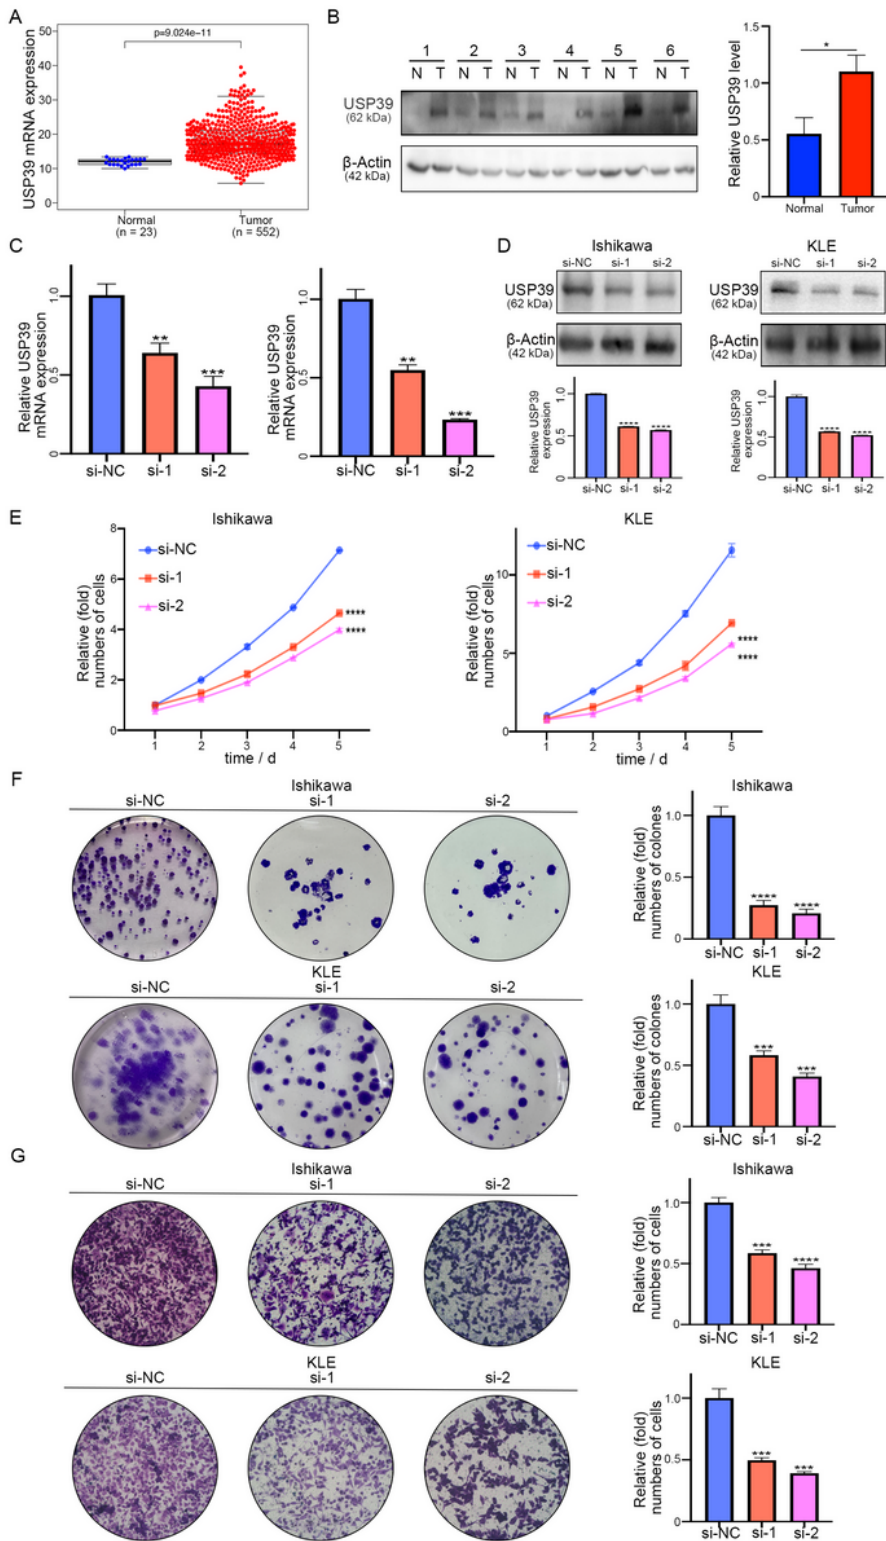 A
p=9.024e−11
USP39 mRNA expression
50
40
30
20
10
0
Normal
(n = 23)
Tumor
(n = 552)
B
1 2 3 4 5 6
N T N T N T N T N T N T
USP39
(62 kDa)
β-Actin
(42 kDa)
Relative USP39 level
1.5
1.0
0.5
0.0
*
Normal Tumor
C
Relative USP39
mRNA expression
1.0
0.5
0
**
***
si-NC si-1 si-2
Relative USP39
mRNA expression
1.0
0.5
0
**
***
si-NC si-1 si-2
D
Ishikawa
si-NC si-1 si-2
USP39
(62 kDa)
β-Actin
(42 kDa)
Relative USP39
expression
1.0
0.5
0
**** ****
si-NC si-1 si-2
KLE
si-NC si-1 si-2
USP39
(62 kDa)
β-Actin
(42 kDa)
Relative USP39
expression
1.0
0.5
0
**** ****
si-NC si-1 si-2
E
Ishikawa
Relative (fold)
numbers of cells
8
6
4
2
0
si-NC
si-1
si-2
****
****
1 2 3 4 5
time / d
KLE
Relative (fold)
numbers of cells
10
5
0
si-NC
si-1
si-2
****
****
1 2 3 4 5
time / d
F
Ishikawa
si-NC si-1 si-2
KLE
si-NC si-1 si-2
Ishikawa
Relative (fold)
numbers of colones
1.0
0.5
0
**** ****
si-NC si-1 si-2
KLE
Relative (fold)
numbers of colones
1.0
0.5
0
***
***
si-NC si-1 si-2
G
Ishikawa
si-NC si-1 si-2
KLE
si-NC si-1 si-2
Ishikawa
Relative (fold)
numbers of cells
1.0
0.5
0
***
****
si-NC si-1 si-2
KLE
Relative (fold)
numbers of cells
1.0
0.5
0
***
***
si-NC si-1 si-2